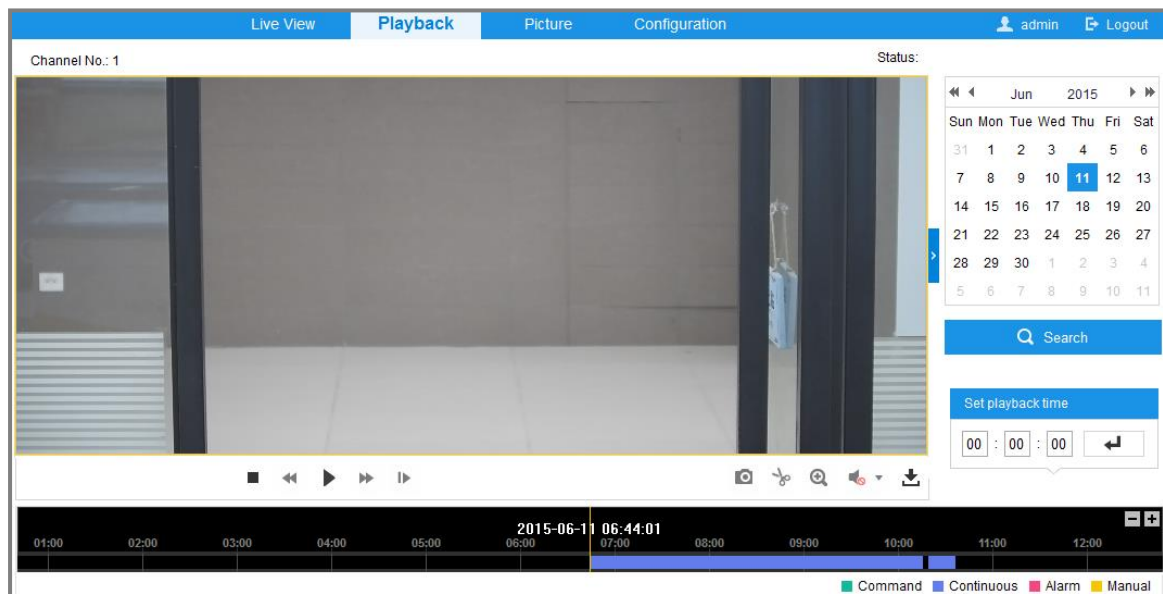 Live View Playback Picture Configuration admin Logout
Channel No.: 1 Status:
Jun 2015
Sun Mon Tue Wed Thu Fri Sat
31 1 2 3 4 5 6
7 8 9 10 11 12 13
14 15 16 17 18 19 20
21 22 23 24 25 26 27
28 29 30 1 2 3 4
5 6 7 8 9 10 11
Search
Set playback time
00 : 00 : 00
2015-06-11 06:44:01
01:00 02:00 03:00 04:00 05:00 06:00 07:00 08:00 09:00 10:00 11:00 12:00
Command Continuous Alarm Manual